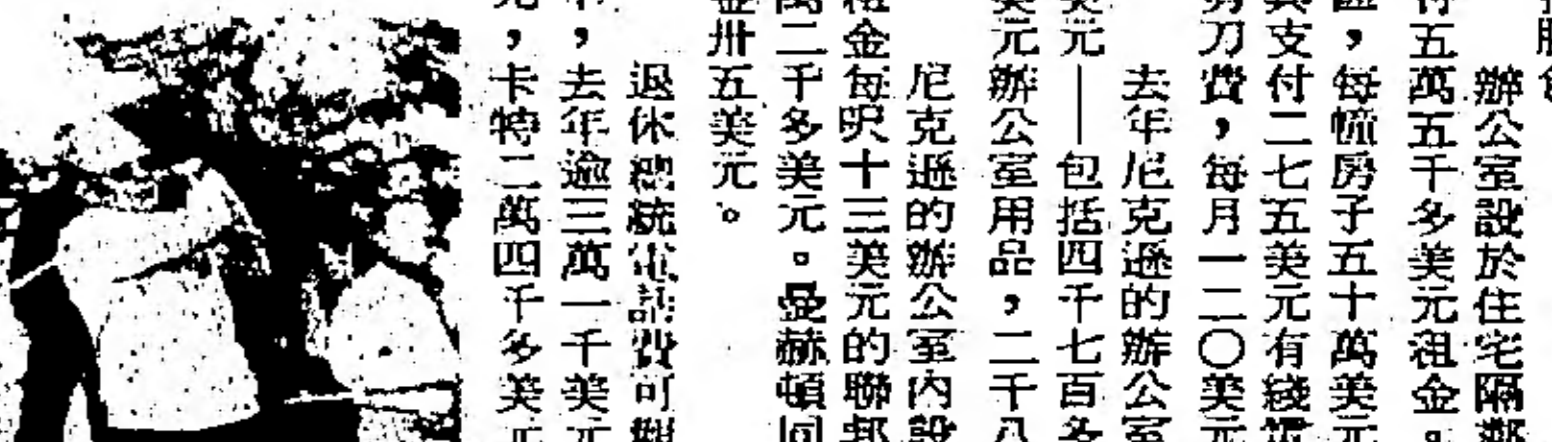 辦公室設於住宅隔鄰
付五萬五千多美元租金。
區，每幢房子五十萬美元
支付二七五美元有綫電
剪刀費，每月一二〇美元
去年尼克遜的辦公室
美元——包括四千七百多
美元辦公室用品，二千八
尼克遜的辦公室內設
租金每呎十三美元的聯邦
萬二千多美元。曼赫頓回
卅五美元。
退休總統電話費可觀
，去年逾三萬一千美元
元，卡特二萬四千多美元